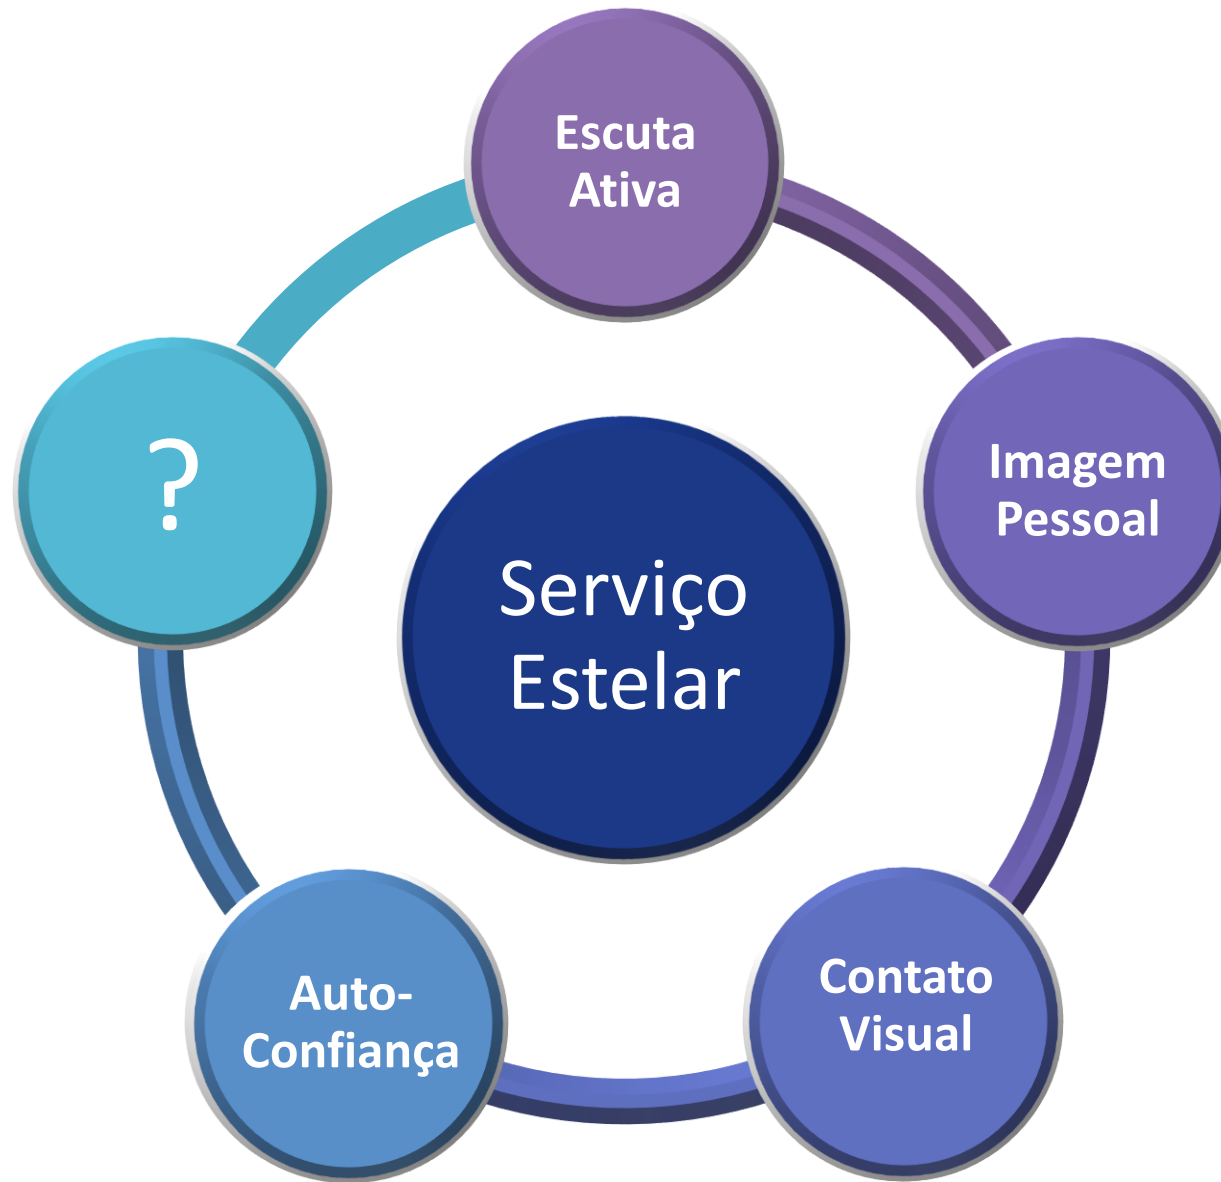 Escuta
Ativa
Imagem
Pessoal
Contato
Visual
Auto-
Confiança
?
Serviço
Estelar